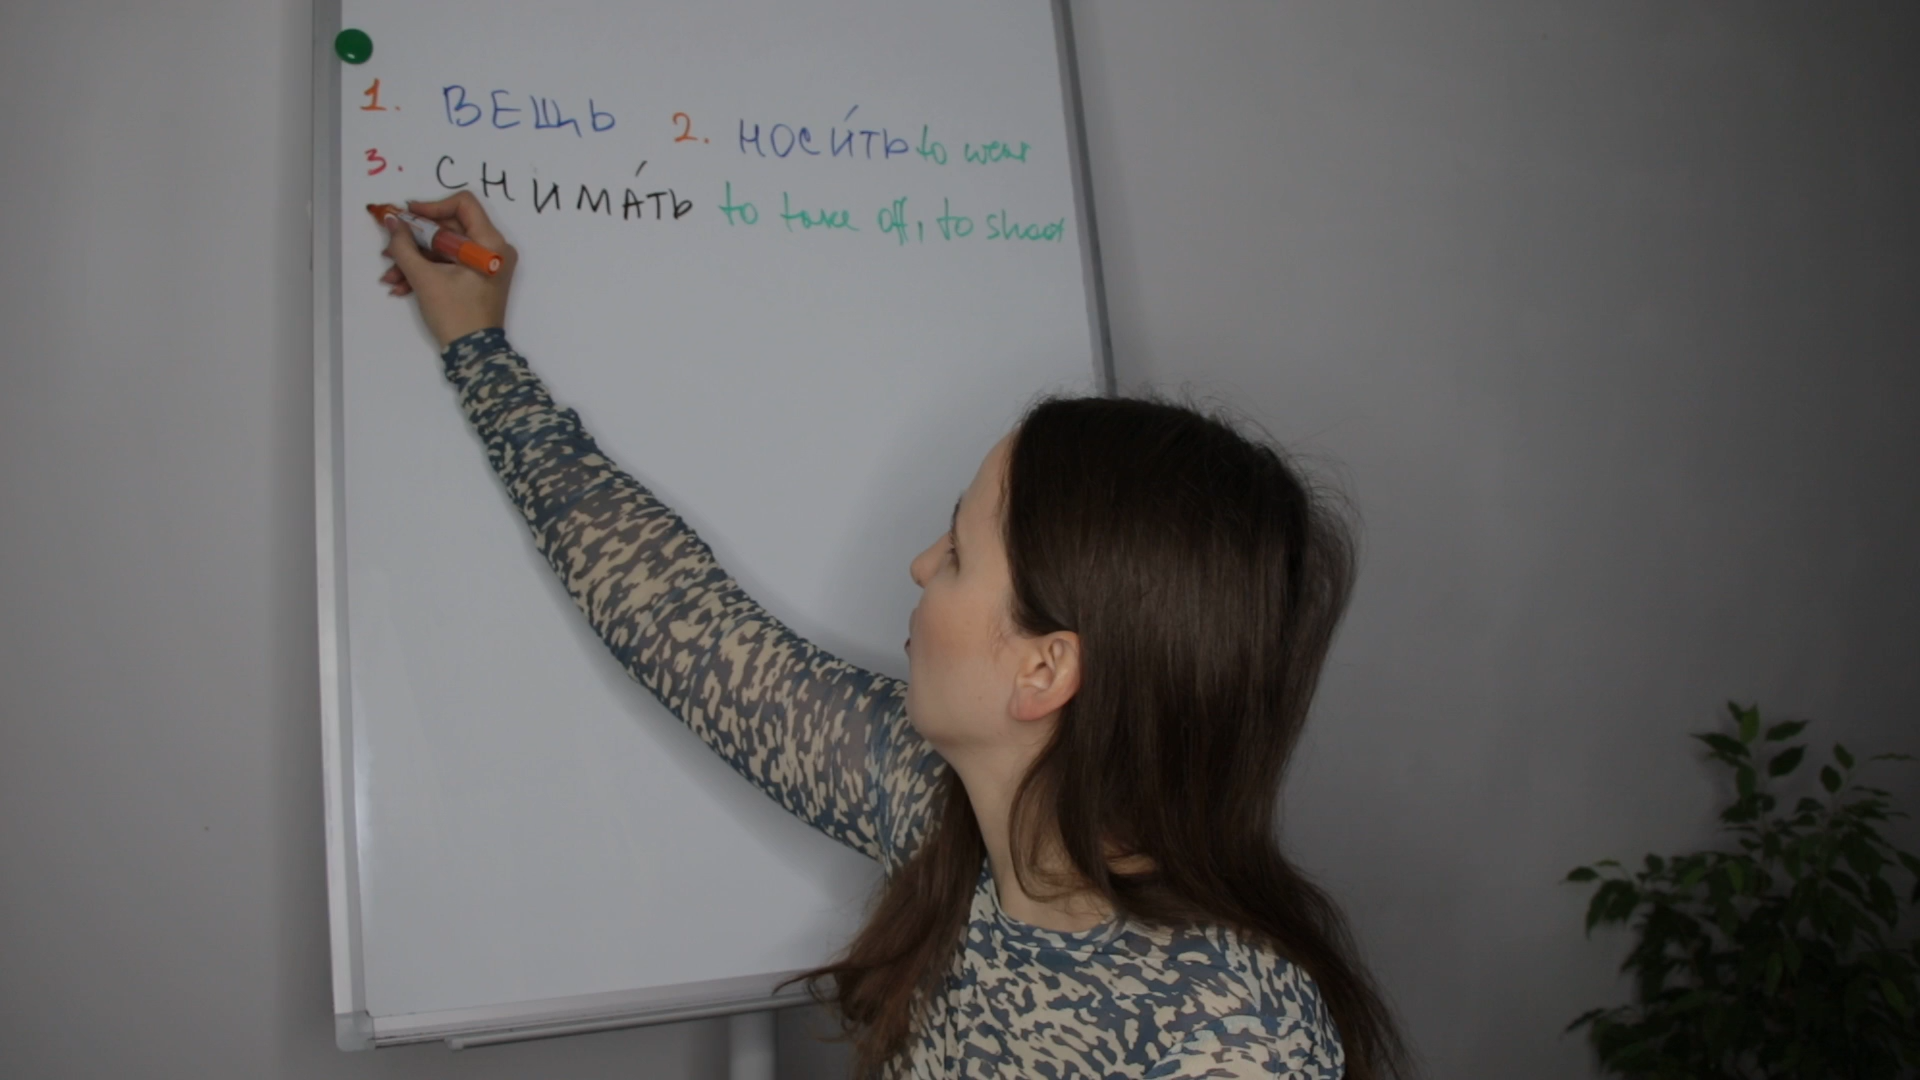 1. ВЕЩЬ 2. НОСИ́ТЬ to wear
3. СНИМА́ТЬ to take off, to shoot